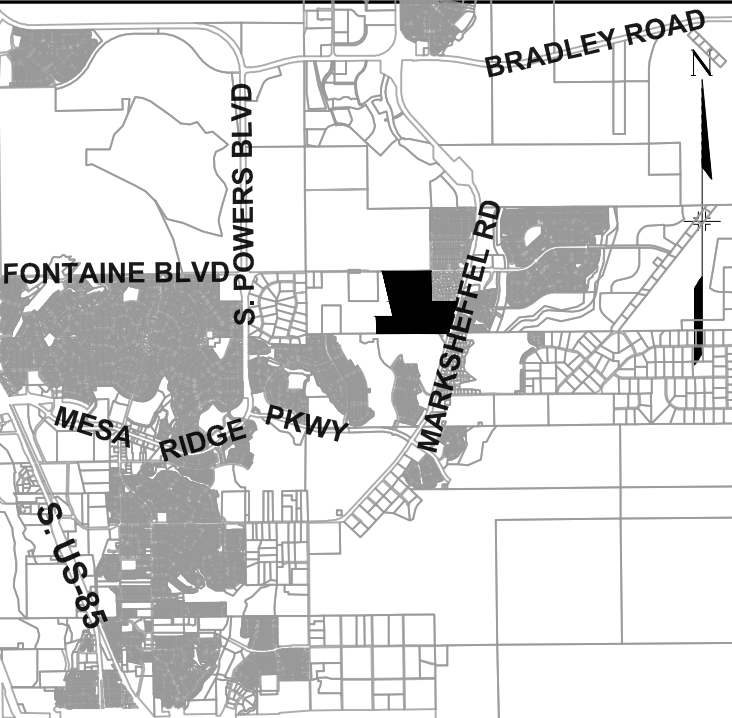 BRADLEY ROAD
N
S. POWERS BLVD
MARKSHEFFEL RD
FONTAINE BLVD
MESA RIDGE PKWY
S. US-85